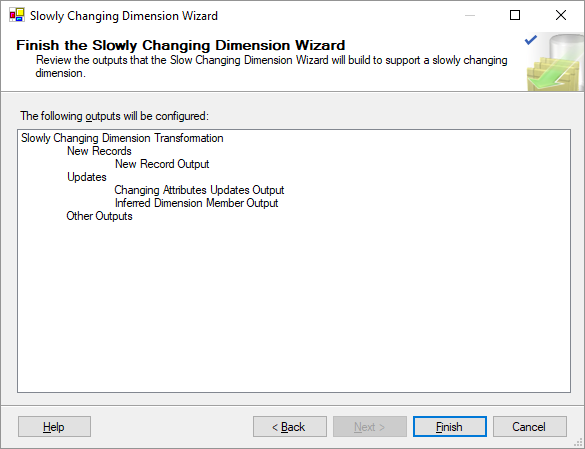 Slowly Changing Dimension Wizard
Finish the Slowly Changing Dimension Wizard
Review the outputs that the Slow Changing Dimension Wizard will build to support a slowly changing
dimension.
The following outputs will be configured:
Slowly Changing Dimension Transformation
New Records
New Record Output
Updates
Changing Attributes Updates Output
Inferred Dimension Member Output
Other Outputs
Help
< Back
Next >
Finish
Cancel